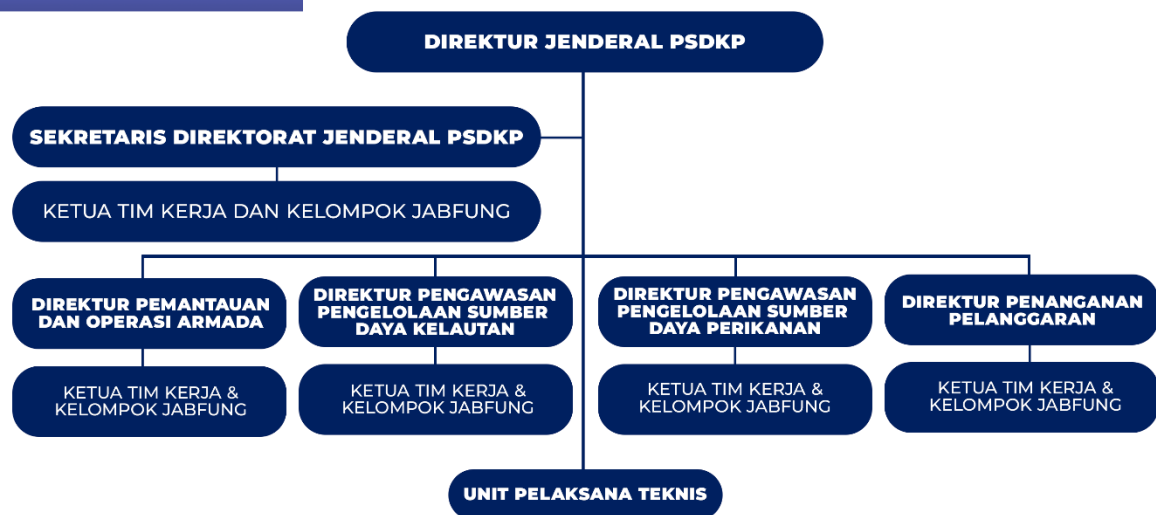 DIREKTUR JENDERAL PSDKP
SEKRETARIS DIREKTORAT JENDERAL PSDKP
KETUA TIM KERJA DAN KELOMPOK JABFUNG
DIREKTUR PEMANTAUAN
DAN OPERASI ARMADA
KETUA TIM KERJA &
KELOMPOK JABFUNG
DIREKTUR PENGAWASAN
PENGELOLAAN SUMBER
DAYA KELAUTAN
KETUA TIM KERJA &
KELOMPOK JABFUNG
DIREKTUR PENGAWASAN
PENGELOLAAN SUMBER
DAYA PERIKANAN
KETUA TIM KERJA &
KELOMPOK JABFUNG
DIREKTUR PENANGANAN
PELANGGARAN
KETUA TIM KERJA &
KELOMPOK JABFUNG
UNIT PELAKSANA TEKNIS